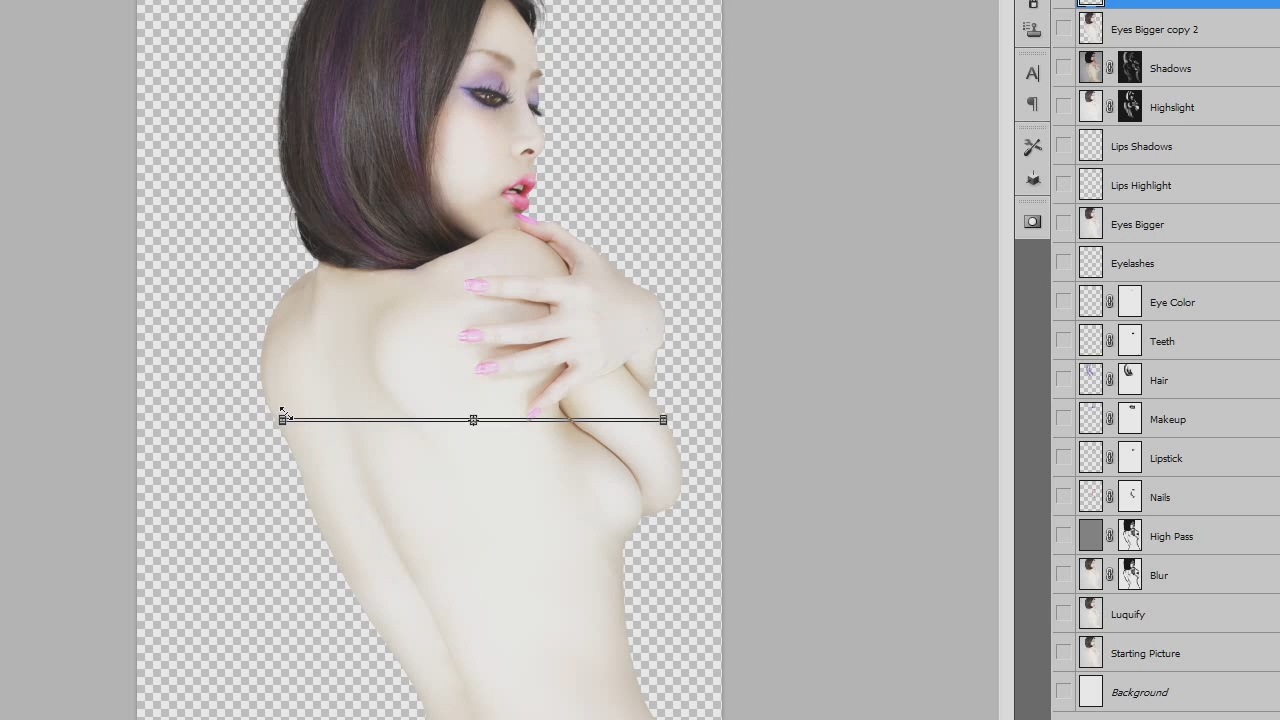 Eyes Bigger copy 2
Shadows
Highslight
Lips Shadows
Lips Highlight
Eyes Bigger
Eyelashes
Eye Color
Teeth
Hair
Makeup
Lipstick
Nails
High Pass
Blur
Luquify
Starting Picture
Background